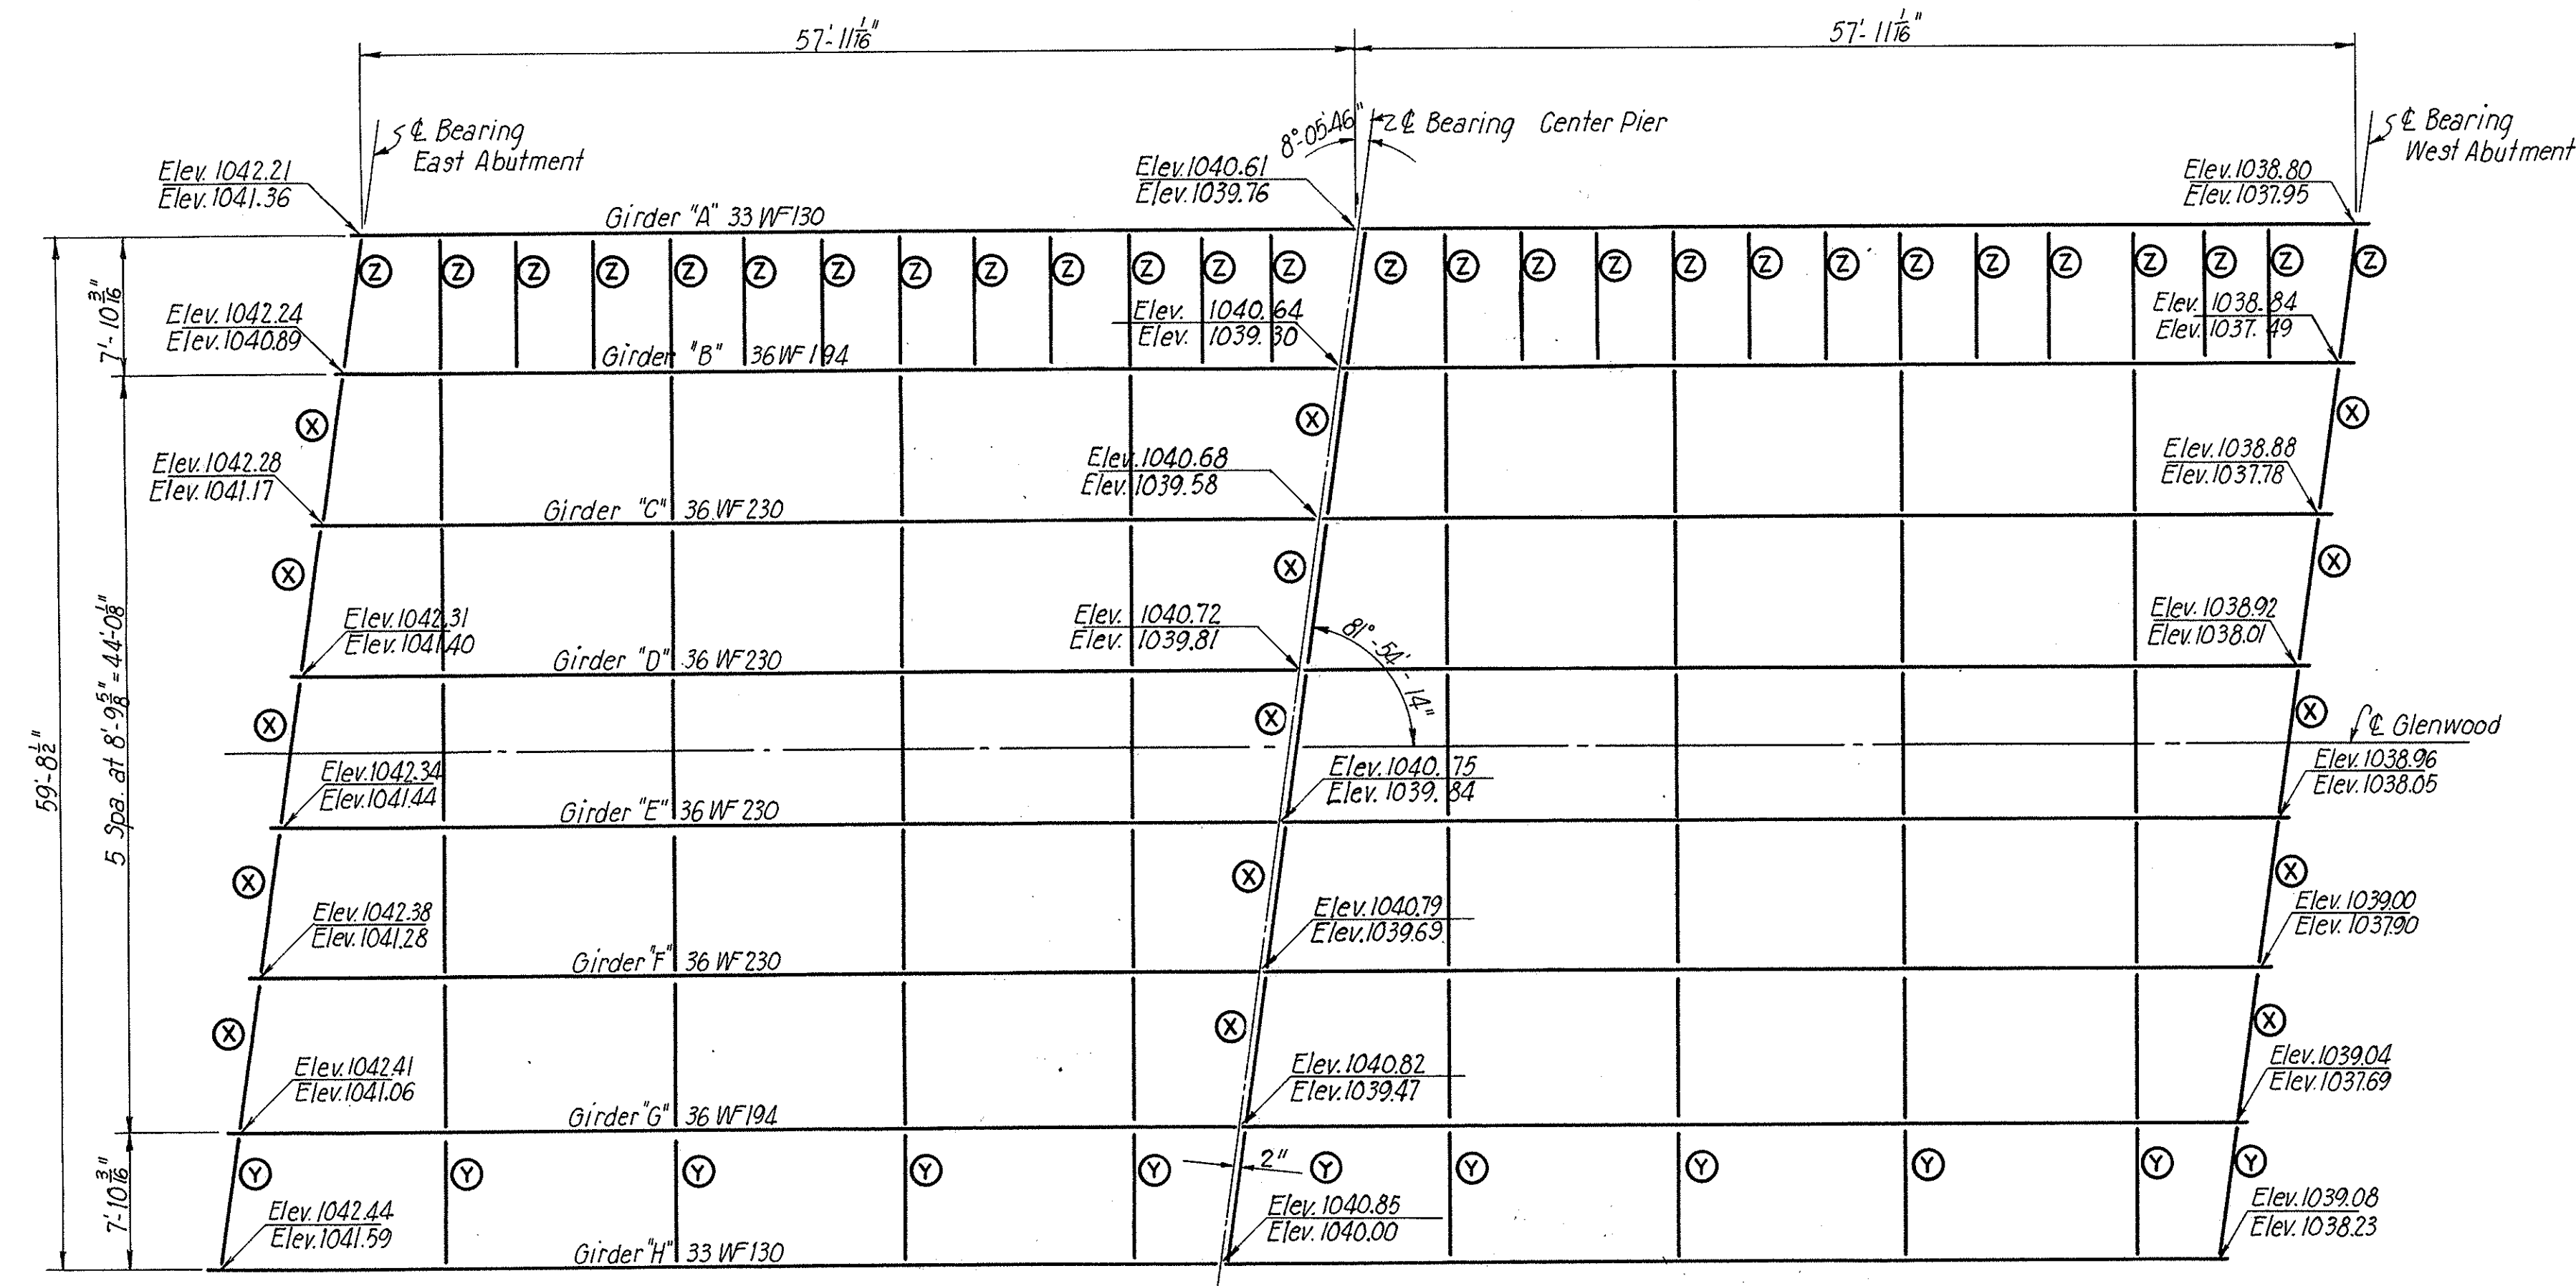 57'-11 1/16"
57'-11 1/16"
8°-05'-46"
℄ Bearing
East Abutment
℄ Bearing Center Pier
℄ Bearing
West Abutment
Elev. 1042.21
Elev. 1041.36
Elev. 1040.61
Elev. 1039.76
Elev. 1038.80
Elev. 1037.95
Girder "A" 33 WF 130
Z Z Z Z Z Z Z Z Z Z Z Z Z Z Z Z Z Z Z Z Z Z Z Z Z Z
7'-10 3/16"
Elev. 1042.24
Elev. 1040.89
Elev. 1040.64
Elev. 1039.30
Elev. 1038.84
Elev. 1037.49
Girder "B" 36 WF 194
X X X
Elev. 1042.28
Elev. 1041.17
Elev. 1040.68
Elev. 1039.58
Elev. 1038.88
Elev. 1037.78
Girder "C" 36 WF 230
X X X
Elev. 1042.31
Elev. 1041.40
Elev. 1040.72
Elev. 1039.81
Elev. 1038.92
Elev. 1038.01
Girder "D" 36 WF 230
81°-54'-14"
59'-8 1/2"
5 Spa. at 8'-9 5/8" = 44'-0 1/8"
X X X
℄ Glenwood
Elev. 1042.34
Elev. 1041.44
Elev. 1040.75
Elev. 1039.84
Elev. 1038.96
Elev. 1038.05
Girder "E" 36 WF 230
X X X
Elev. 1042.38
Elev. 1041.28
Elev. 1040.79
Elev. 1039.69
Elev. 1039.00
Elev. 1037.90
Girder "F" 36 WF 230
X X X
Elev. 1042.41
Elev. 1041.06
Elev. 1040.82
Elev. 1039.47
Elev. 1039.04
Elev. 1037.69
Girder "G" 36 WF 194
7'-10 3/16"
Y Y Y Y Y 2" Y Y Y Y Y Y
Elev. 1042.44
Elev. 1041.59
Elev. 1040.85
Elev. 1040.00
Elev. 1039.08
Elev. 1038.23
Girder "H" 33 WF 130